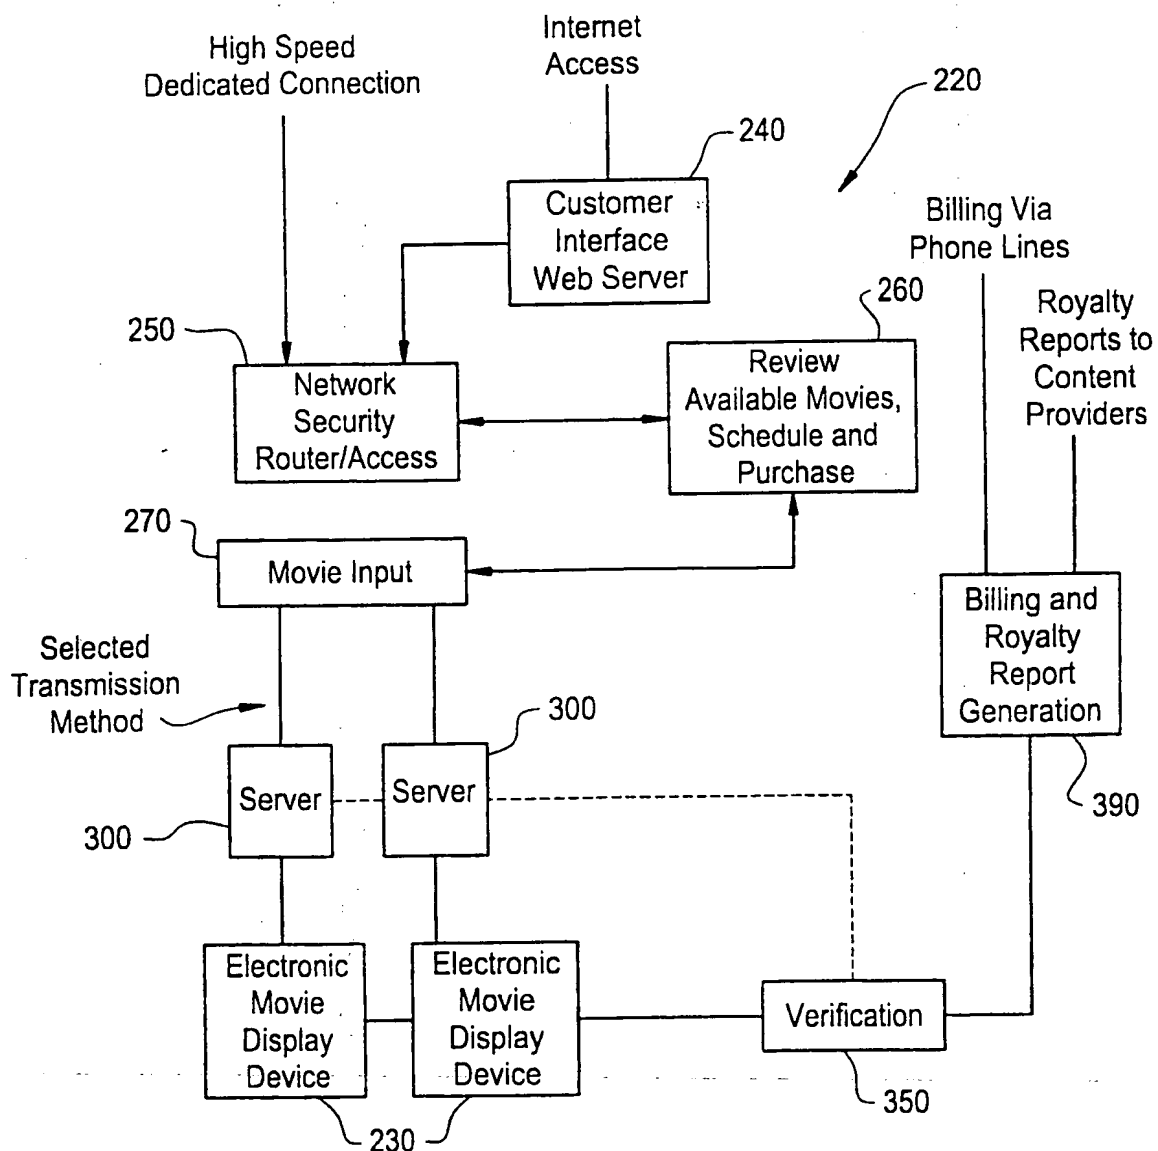 High Speed
Dedicated Connection
Internet
Access
220
240
Customer
Interface
Web Server
Billing Via
Phone Lines
260
Royalty
Reports to
Content
Providers
250
Network
Security
Router/Access
Review
Available Movies,
Schedule and
Purchase
270
Movie Input
Billing and
Royalty
Report
Generation
390
Selected
Transmission
Method
300
Server
Server
300
Electronic
Movie
Display
Device
Electronic
Movie
Display
Device
230
Verification
350